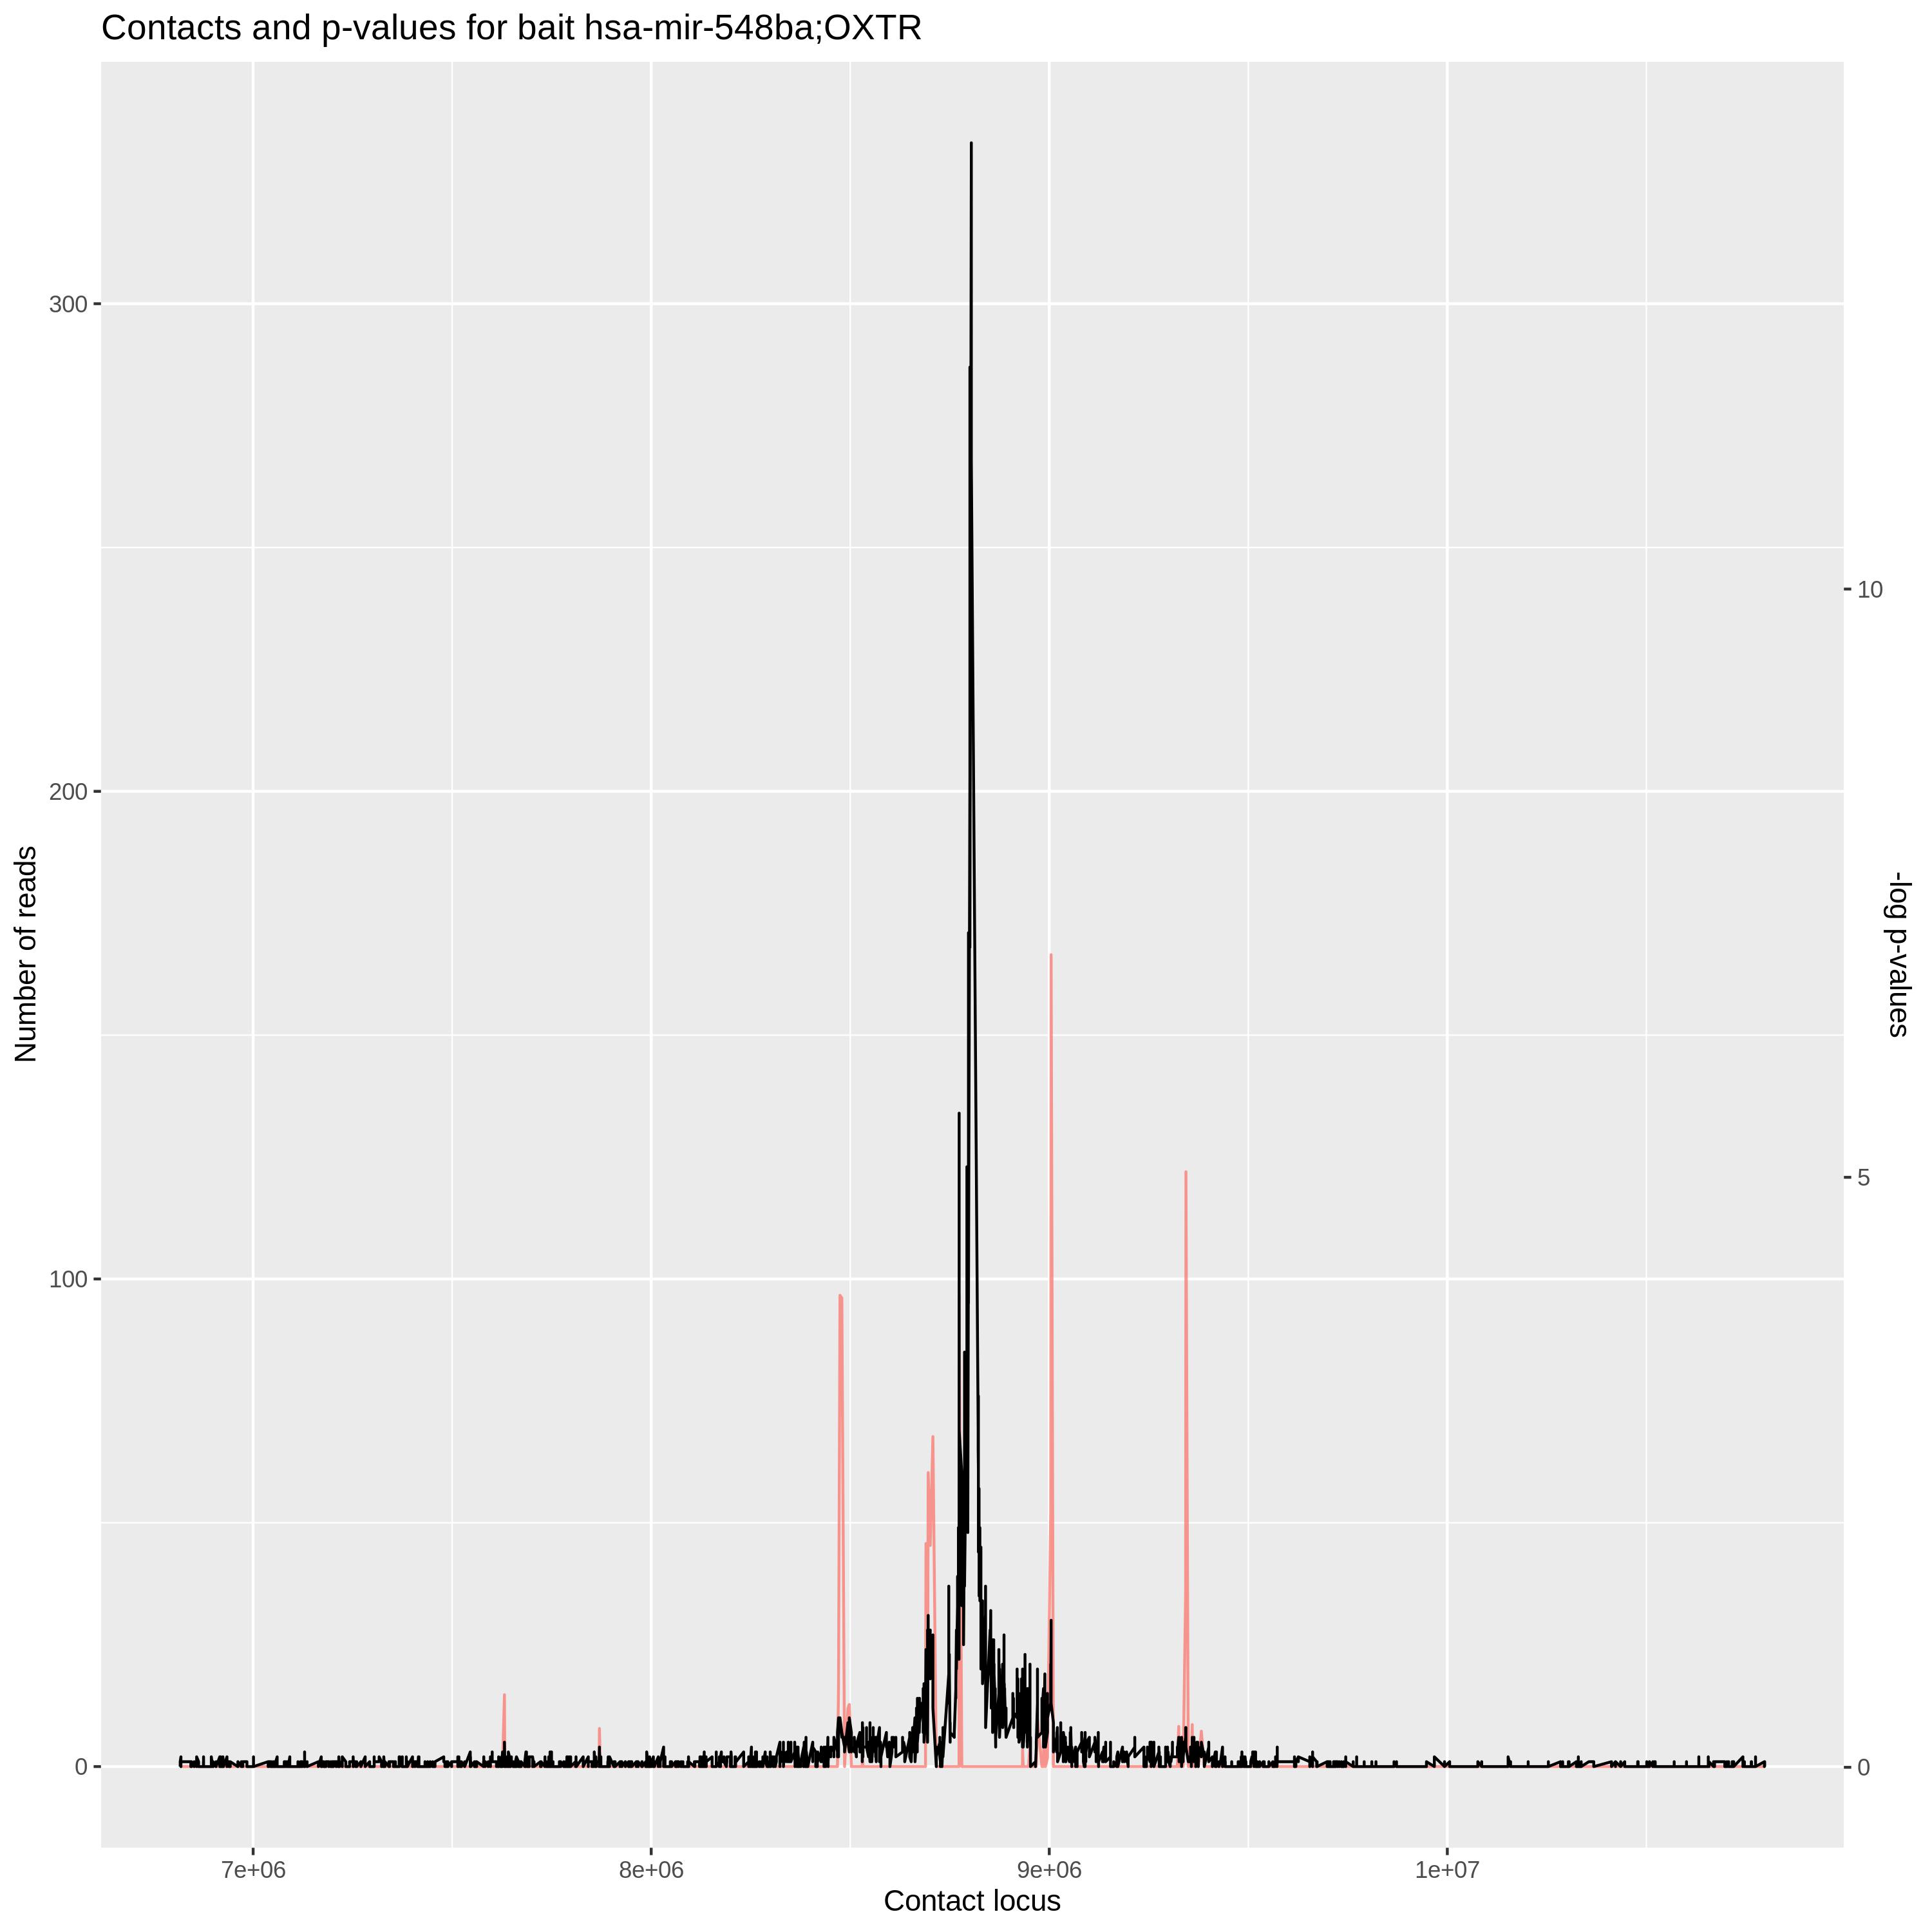 Contacts and p-values for bait hsa-mir-548ba;OXTR
300
200
100
0
Number of reads
10
5
0
-log p-values
7e+06
8e+06
9e+06
1e+07
Contact locus